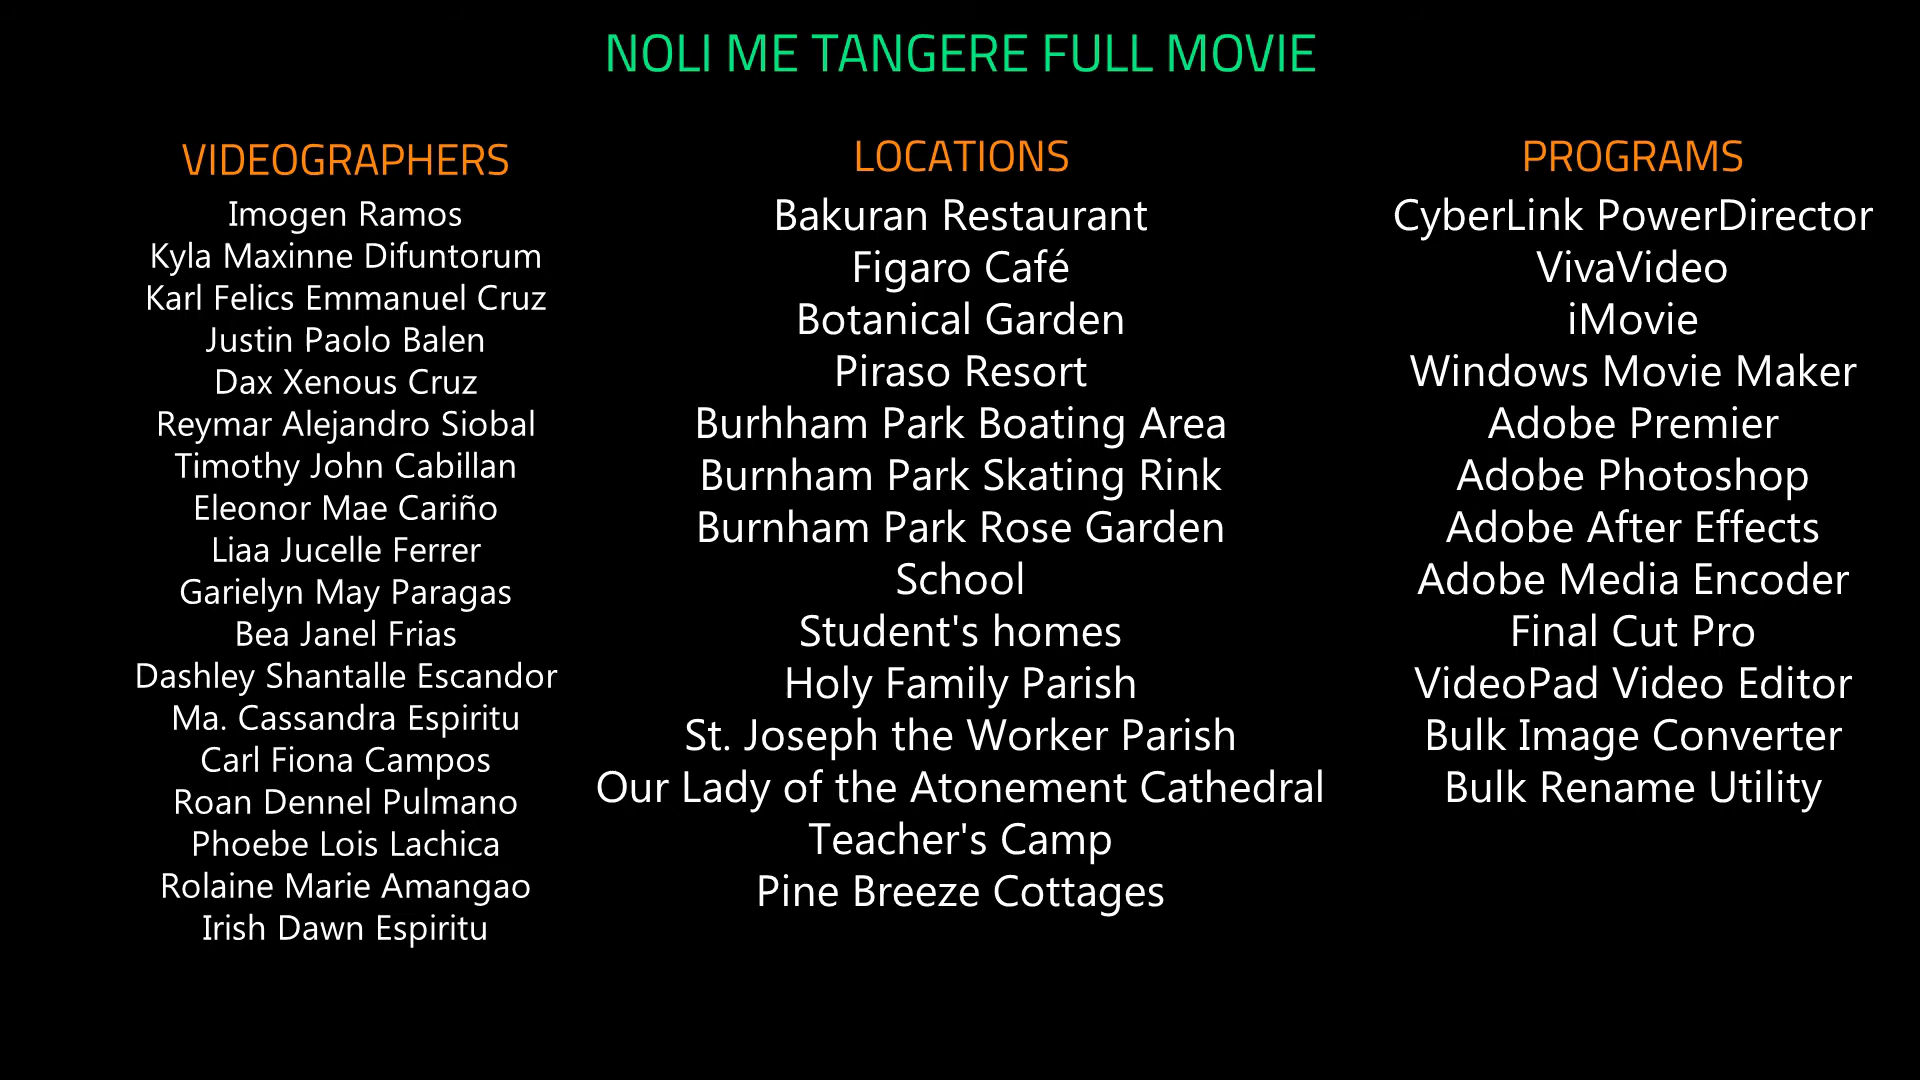 NOLI ME TANGERE FULL MOVIE
VIDEOGRAPHERS
Imogen Ramos
Kyla Maxinne Difuntorum
Karl Felics Emmanuel Cruz
Justin Paolo Balen
Dax Xenous Cruz
Reymar Alejandro Siobal
Timothy John Cabillan
Eleonor Mae Cariño
Liaa Jucelle Ferrer
Garielyn May Paragas
Bea Janel Frias
Dashley Shantalle Escandor
Ma. Cassandra Espiritu
Carl Fiona Campos
Roan Dennel Pulmano
Phoebe Lois Lachica
Rolaine Marie Amangao
Irish Dawn Espiritu
LOCATIONS
Bakuran Restaurant
Figaro Café
Botanical Garden
Piraso Resort
Burhham Park Boating Area
Burnham Park Skating Rink
Burnham Park Rose Garden
School
Student's homes
Holy Family Parish
St. Joseph the Worker Parish
Our Lady of the Atonement Cathedral
Teacher's Camp
Pine Breeze Cottages
PROGRAMS
CyberLink PowerDirector
VivaVideo
iMovie
Windows Movie Maker
Adobe Premier
Adobe Photoshop
Adobe After Effects
Adobe Media Encoder
Final Cut Pro
VideoPad Video Editor
Bulk Image Converter
Bulk Rename Utility